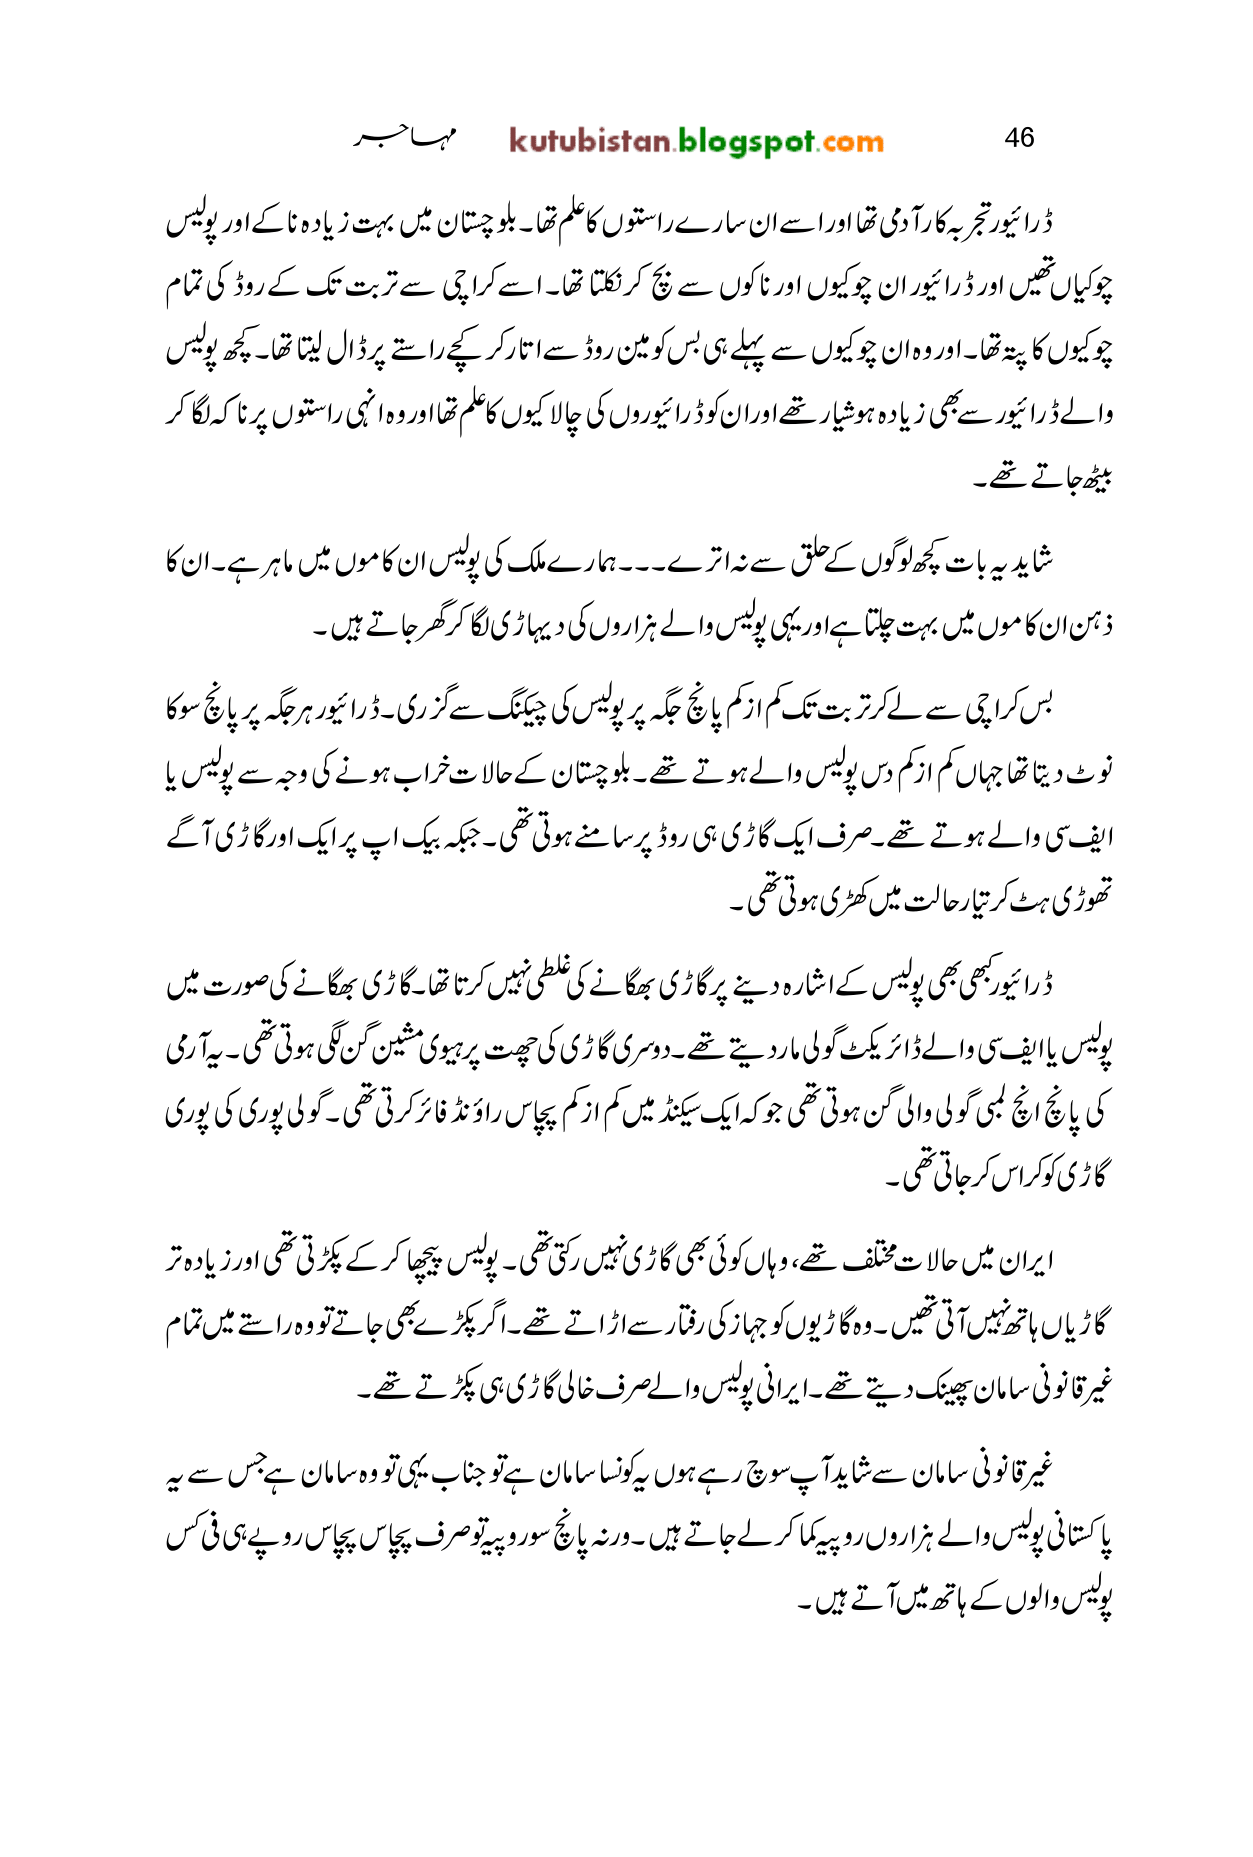 46 kutubistan.blogspot.com مہاجر
ڈرائیور تجربہ کار آدمی تھا اور اسے ان سارے راستوں کا علم تھا۔ بلوچستان میں بہت زیادہ ناکے اور پولیس
چوکیاں تھیں اور ڈرائیور ان چوکیوں اور ناکوں سے بچ کر نکلتا تھا۔ اسے کراچی سے تربت تک کے روڈ کی تمام
چوکیوں کا پتہ تھا۔ اور وہ ان چوکیوں سے پہلے ہی بس کو مین روڈ سے اتار کر کچے راستے پر ڈال لیتا تھا۔ کچھ پولیس
والے ڈرائیور سے بھی زیادہ ہوشیار تھے اور ان کو ڈرائیوروں کی چالاکیوں کا علم تھا اور وہ انہی راستوں پر ناکہ لگا کر
بیٹھ جاتے تھے۔
شاید یہ بات کچھ لوگوں کے حلق سے نہ اترے۔۔۔ ہمارے ملک کی پولیس ان کاموں میں ماہر ہے۔ ان کا
ذہن ان کاموں میں بہت چلتا ہے اور یہی پولیس والے ہزاروں کی دیہاڑی لگا کر گھر جاتے ہیں۔
بس کراچی سے لے کر تربت تک کم از کم پانچ جگہ پر پولیس کی چیکنگ سے گزری۔ ڈرائیور ہر جگہ پر پانچ سو کا
نوٹ دیتا تھا جہاں کم از کم دس پولیس والے ہوتے تھے۔ بلوچستان کے حالات خراب ہونے کی وجہ سے پولیس یا
ایف سی والے ہوتے تھے۔ صرف ایک گاڑی ہی روڈ پر سامنے ہوتی تھی۔ جبکہ بیک اپ پر ایک اور گاڑی آگے
تھوڑی ہٹ کر تیار حالت میں کھڑی ہوتی تھی۔
ڈرائیور کبھی بھی پولیس کے اشارہ دینے پر گاڑی بھگانے کی غلطی نہیں کرتا تھا۔ گاڑی بھگانے کی صورت میں
پولیس یا ایف سی والے ڈائریکٹ گولی مار دیتے تھے۔ دوسری گاڑی کی چھت پر ہیوی مشین گن لگی ہوتی تھی۔ یہ آرمی
کی پانچ انچ لمبی گولی والی گن ہوتی تھی جو کہ ایک سیکنڈ میں کم از کم پچاس راؤنڈ فائر کرتی تھی۔ گولی پوری کی پوری
گاڑی کو کراس کر جاتی تھی۔
ایران میں حالات مختلف تھے، وہاں کوئی بھی گاڑی نہیں رکتی تھی۔ پولیس پیچھا کر کے پکڑتی تھی اور زیادہ تر
گاڑیاں ہاتھ نہیں آتی تھیں۔ وہ گاڑیوں کو جہاز کی رفتار سے اڑاتے تھے۔ اگر پکڑے بھی جاتے تو وہ راستے میں تمام
غیر قانونی سامان پھینک دیتے تھے۔ ایرانی پولیس والے صرف خالی گاڑی ہی پکڑتے تھے۔
غیر قانونی سامان سے شاید آپ سوچ رہے ہوں یہ کونسا سامان ہے تو جناب یہی تو وہ سامان ہے جس سے یہ
پاکستانی پولیس والے ہزاروں روپیہ کما کر لے جاتے ہیں۔ ورنہ پانچ سو روپیہ تو صرف پچاس پچاس روپے ہی فی کس
پولیس والوں کے ہاتھ میں آتے ہیں۔